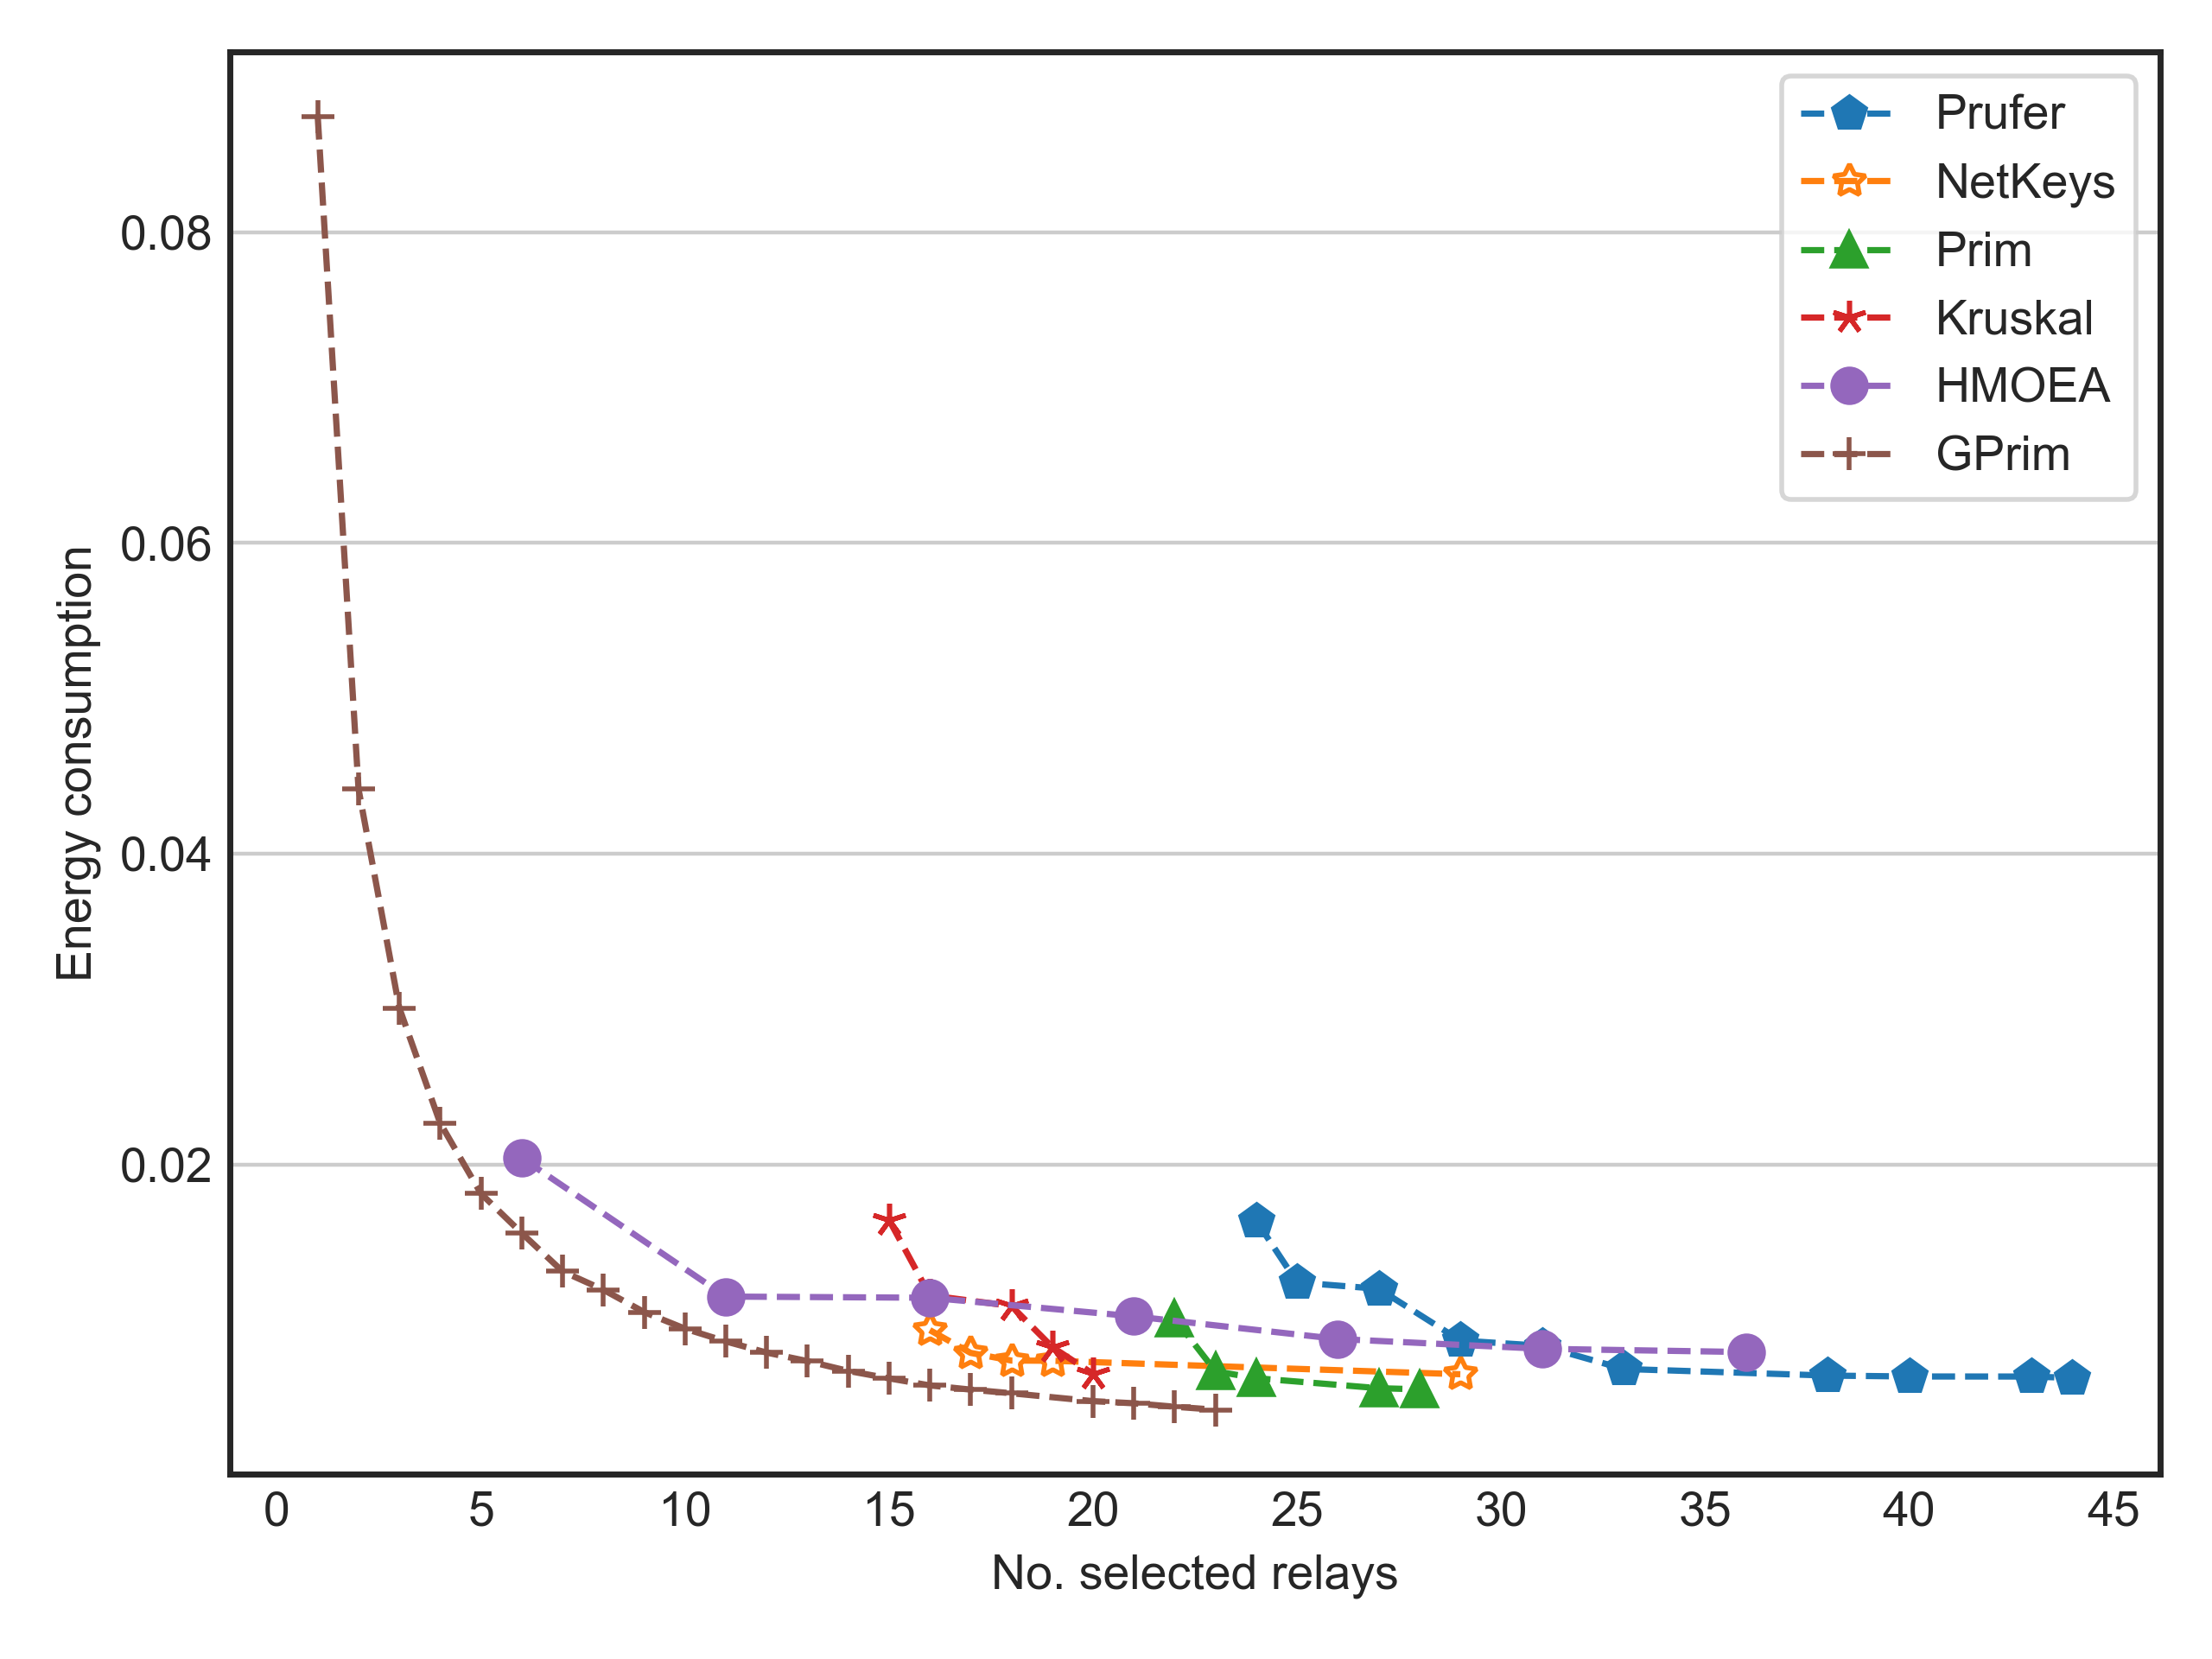 Prufer
NetKeys
Prim
Kruskal
HMOEA
GPrim
0.08
0.06
0.04
0.02
Energy consumption
0 5 10 15 20 25 30 35 40 45
No. selected relays